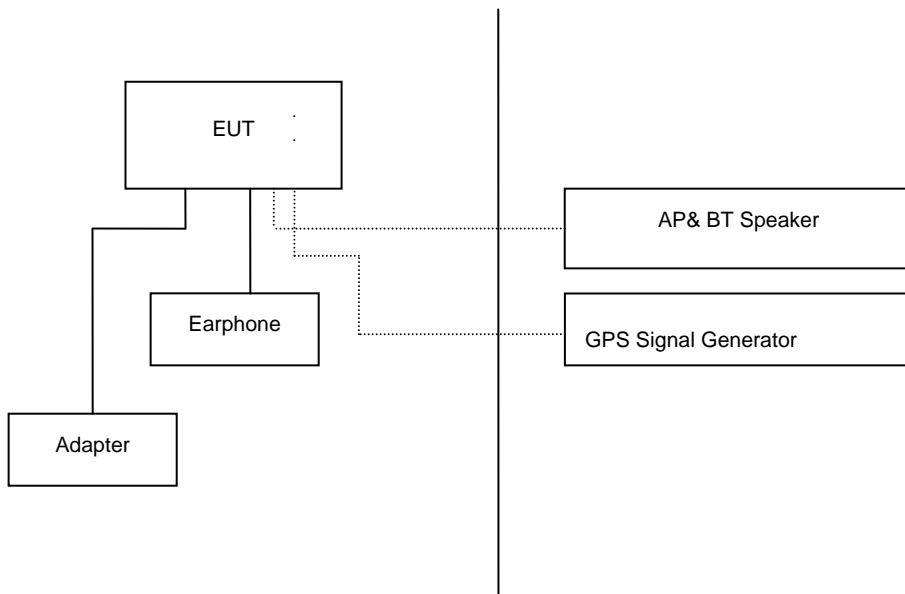 EUT
AP& BT Speaker
Earphone
GPS Signal Generator
Adapter